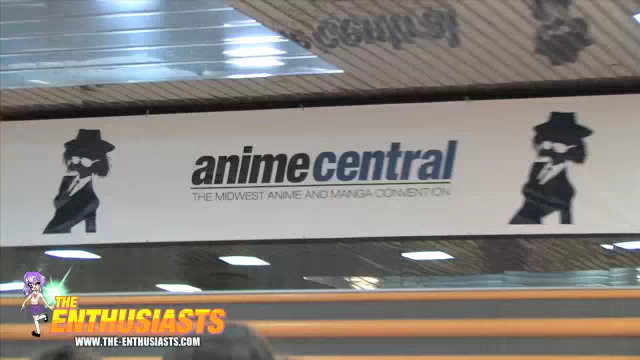 animecentral
THE MIDWEST ANIME AND MANGA CONVENTION
THE
ENTHUSIASTS
WWW.THE-ENTHUSIASTS.COM